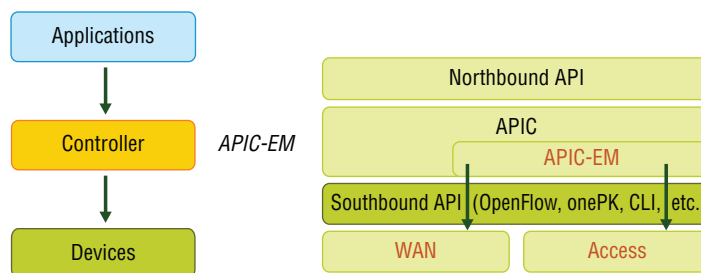 Applications
Controller
Devices
APIC-EM
Northbound API
APIC
APIC-EM
Southbound API (OpenFlow, onePK, CLI, etc.
WAN
Access